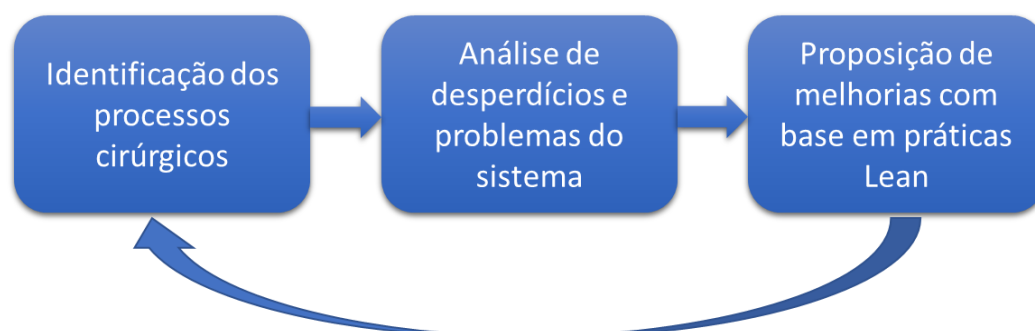 Identificação dos
processos
cirúrgicos
Análise de
desperdícios e
problemas do
sistema
Proposição de
melhorias com
base em práticas
Lean